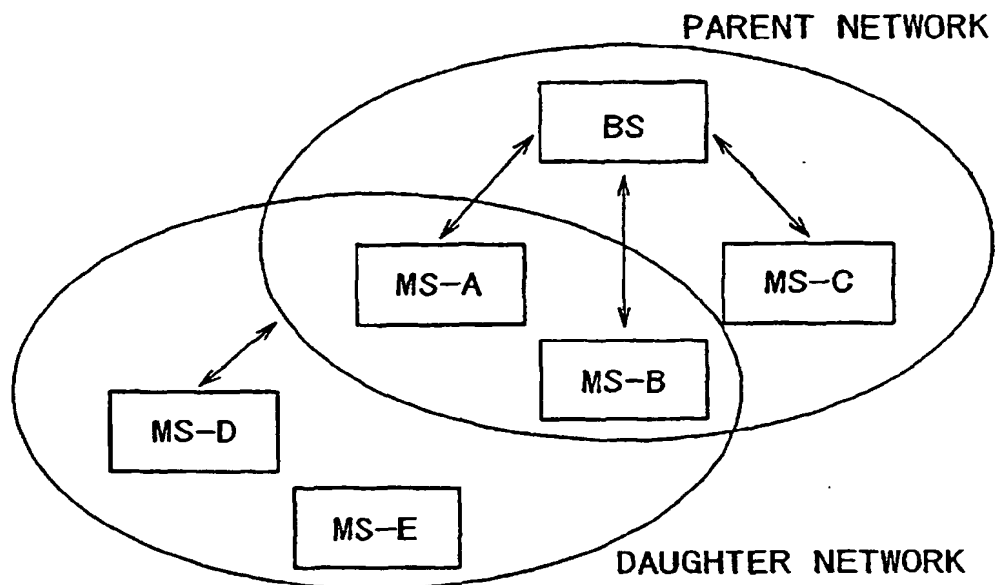 PARENT NETWORK
BS
MS-A
MS-C
MS-B
MS-D
MS-E
DAUGHTER NETWORK